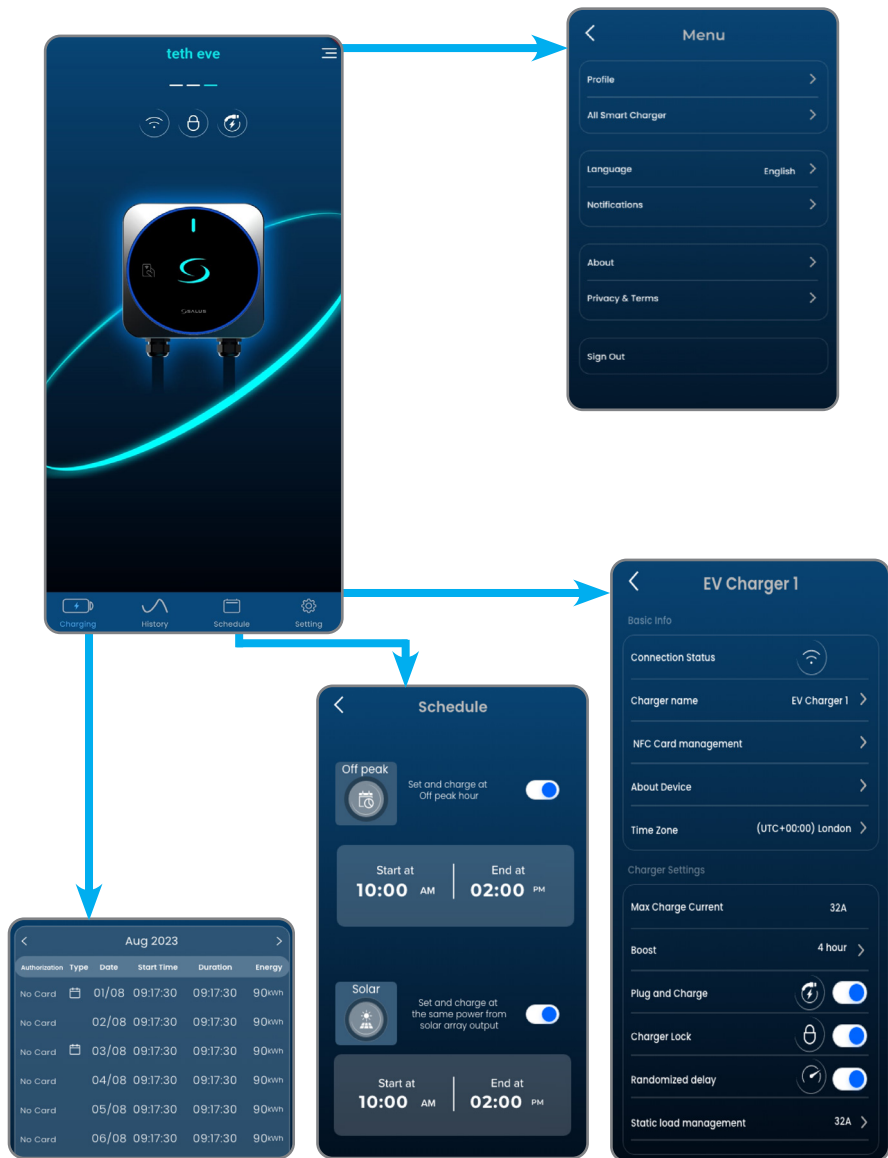 teth eve
SALUS
Charging History Schedule Setting
Menu
Profile
All Smart Charger
Language English
Notifications
About
Privacy & Terms
Sign Out
Aug 2023
Authorization Type Date Start Time Duration Energy
No Card 01/08 09:17:30 09:17:30 90kWh
No Card 02/08 09:17:30 09:17:30 90kWh
No Card 03/08 09:17:30 09:17:30 90kWh
No Card 04/08 09:17:30 09:17:30 90kWh
No Card 05/08 09:17:30 09:17:30 90kWh
No Card 06/08 09:17:30 09:17:30 90kWh
Schedule
Off peak
Set and charge at
Off peak hour
Start at End at
10:00 AM 02:00 PM
Solar
Set and charge at
the same power from
solar array output
Start at End at
10:00 AM 02:00 PM
EV Charger 1
Basic Info
Connection Status
Charger name EV Charger 1
NFC Card management
About Device
Time Zone (UTC+00:00) London
Charger Settings
Max Charge Current 32A
Boost 4 hour
Plug and Charge
Charger Lock
Randomized delay
Static load management 32A